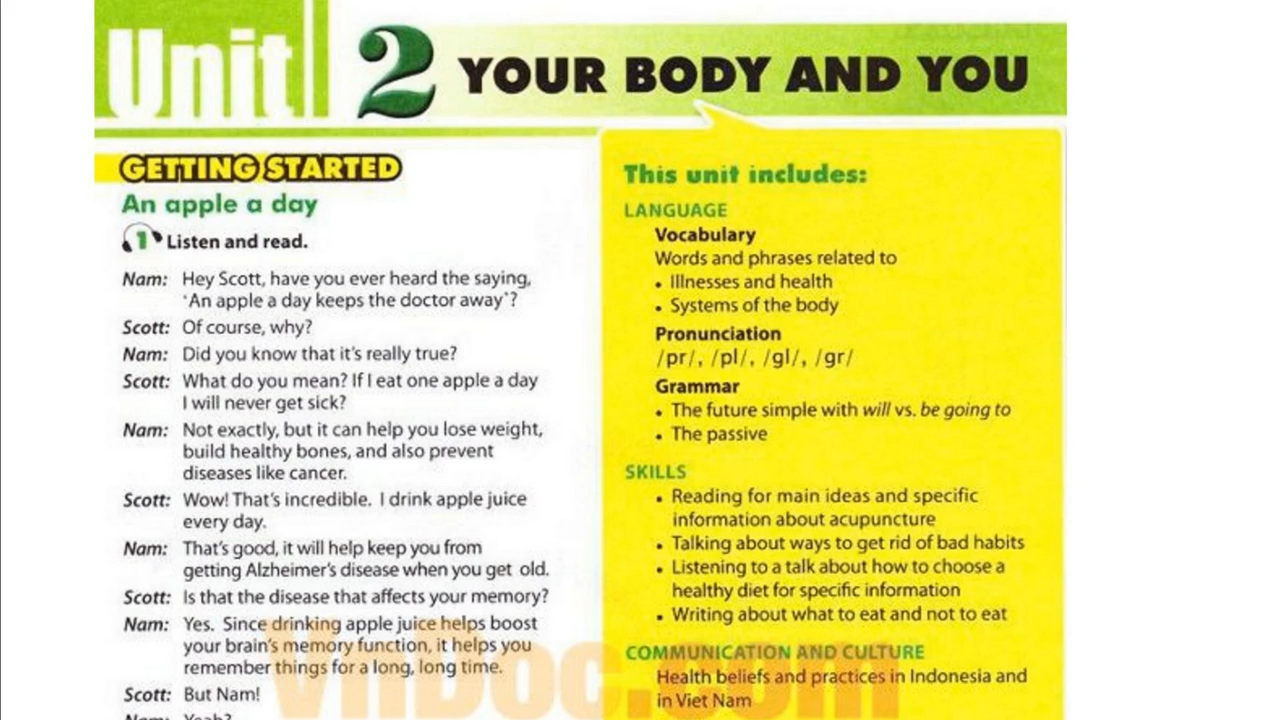 Unit 2 YOUR BODY AND YOU
GETTING STARTED
An apple a day
1 Listen and read.
Nam: Hey Scott, have you ever heard the saying,
'An apple a day keeps the doctor away'?
Scott: Of course, why?
Nam: Did you know that it's really true?
Scott: What do you mean? If I eat one apple a day
I will never get sick?
Nam: Not exactly, but it can help you lose weight,
build healthy bones, and also prevent
diseases like cancer.
Scott: Wow! That's incredible. I drink apple juice
every day.
Nam: That's good, it will help keep you from
getting Alzheimer's disease when you get old.
Scott: Is that the disease that affects your memory?
Nam: Yes. Since drinking apple juice helps boost
your brain's memory function, it helps you
remember things for a long, long time.
Scott: But Nam!
Nam: Yeah?
This unit includes:
LANGUAGE
Vocabulary
Words and phrases related to
• Illnesses and health
• Systems of the body
Pronunciation
/pr/, /pl/, /gl/, /gr/
Grammar
• The future simple with will vs. be going to
• The passive
SKILLS
• Reading for main ideas and specific
information about acupuncture
• Talking about ways to get rid of bad habits
• Listening to a talk about how to choose a
healthy diet for specific information
• Writing about what to eat and not to eat
COMMUNICATION AND CULTURE
Health beliefs and practices in Indonesia and
in Viet Nam
VnDoc.com